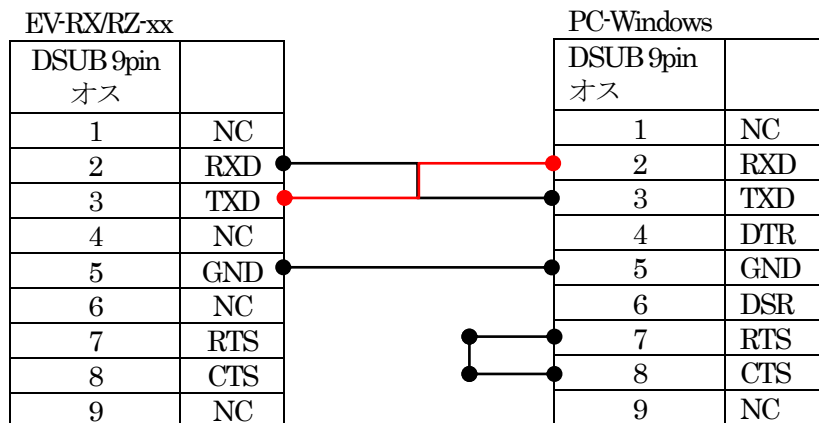 EV-RX/RZ-xx
DSUB 9pin
オス
1 NC
2 RXD
3 TXD
4 NC
5 GND
6 NC
7 RTS
8 CTS
9 NC
PC-Windows
DSUB 9pin
オス
1 NC
2 RXD
3 TXD
4 DTR
5 GND
6 DSR
7 RTS
8 CTS
9 NC